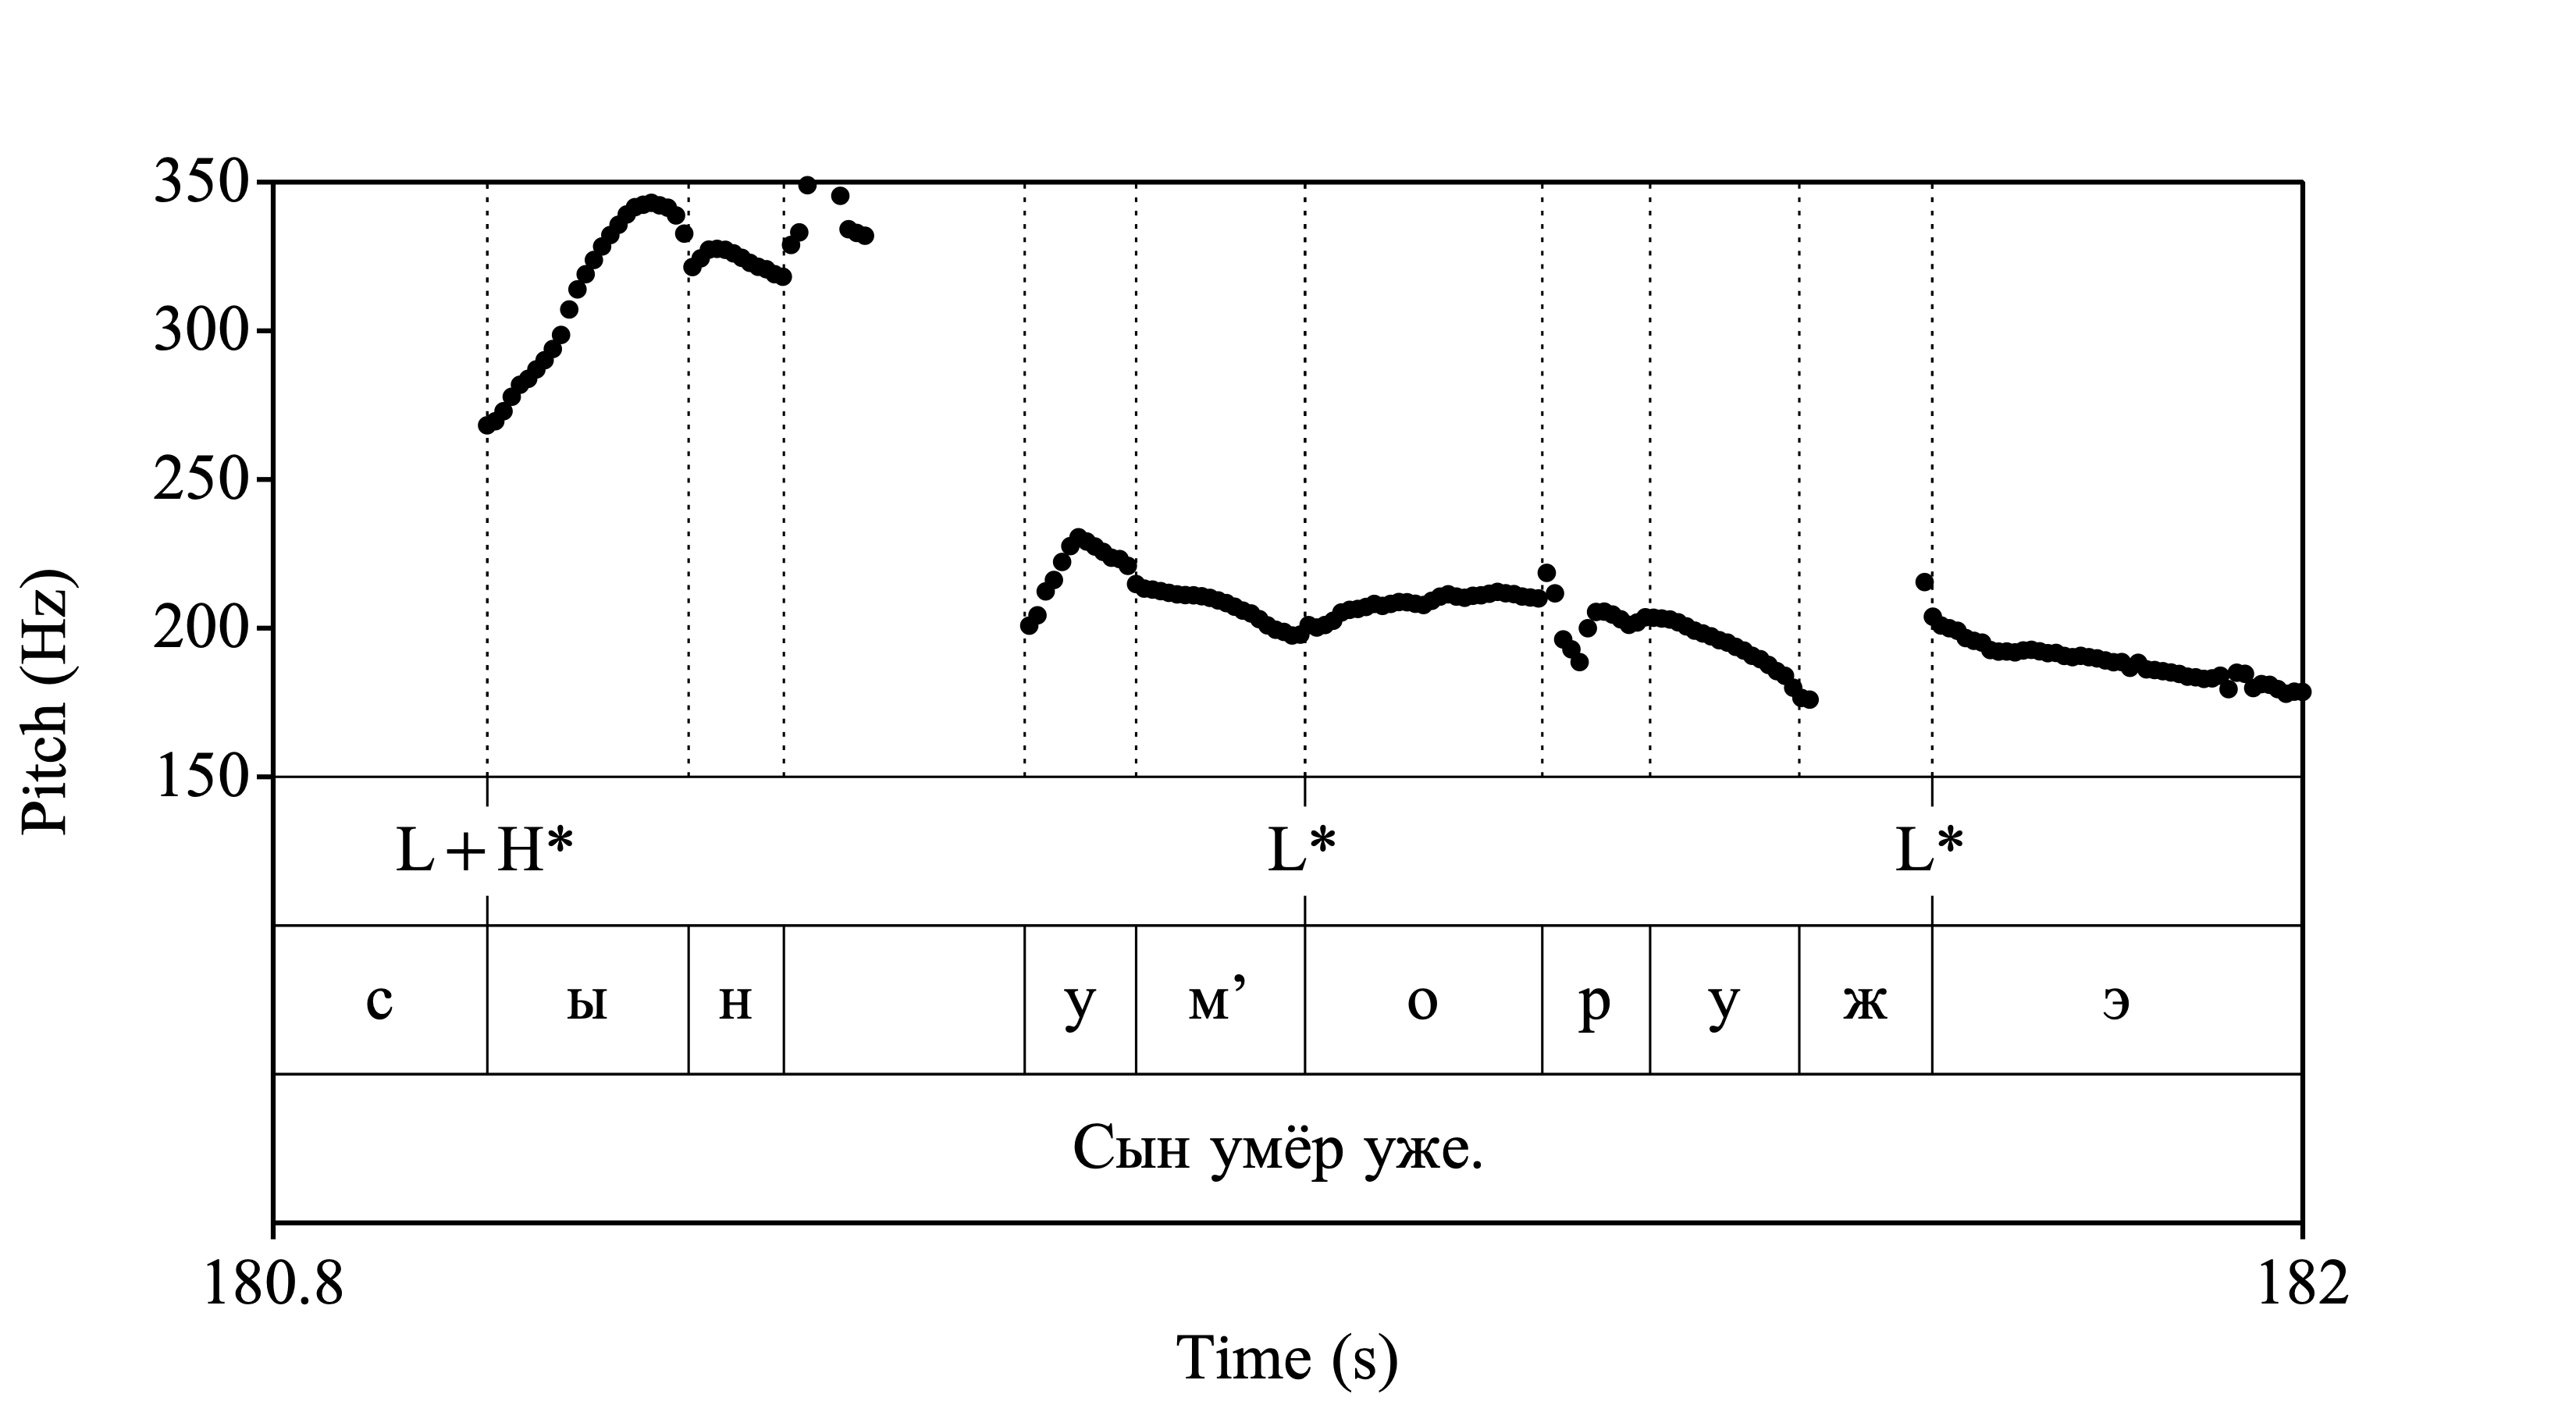 350
300
250
200
150
Pitch (Hz)
L+H* L* L*
с ы н у м’ о р у ж э
Сын умёр уже.
180.8 182
Time (s)